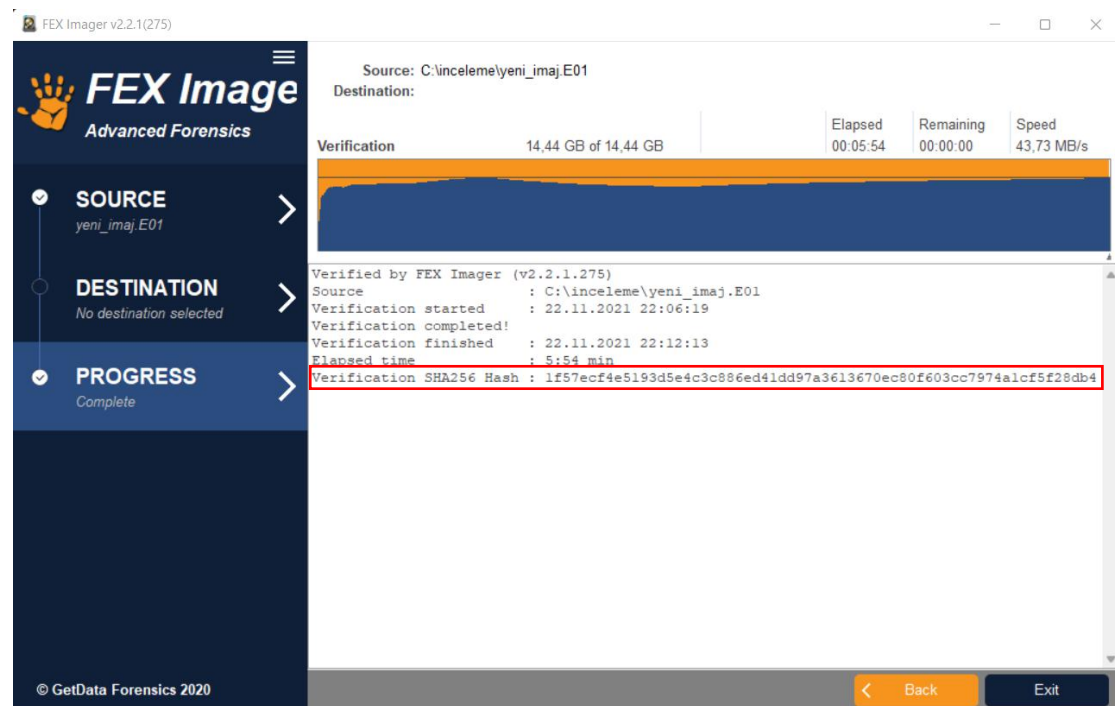 FEX Imager v2.2.1(275)
FEX Image
Advanced Forensics
SOURCE
yeni_imaj.E01
DESTINATION
No destination selected
PROGRESS
Complete
© GetData Forensics 2020
Source: C:\inceleme\yeni_imaj.E01
Destination:
Elapsed Remaining Speed
Verification 14,44 GB of 14,44 GB 00:05:54 00:00:00 43,73 MB/s
Verified by FEX Imager (v2.2.1.275)
Source : C:\inceleme\yeni_imaj.E01
Verification started : 22.11.2021 22:06:19
Verification completed!
Verification finished : 22.11.2021 22:12:13
Elapsed time : 5:54 min
Verification SHA256 Hash : 1f57ecf4e5193d5e4c3c886ed41dd97a3613670ec80f603cc7974a1cf5f28db4
Back
Exit